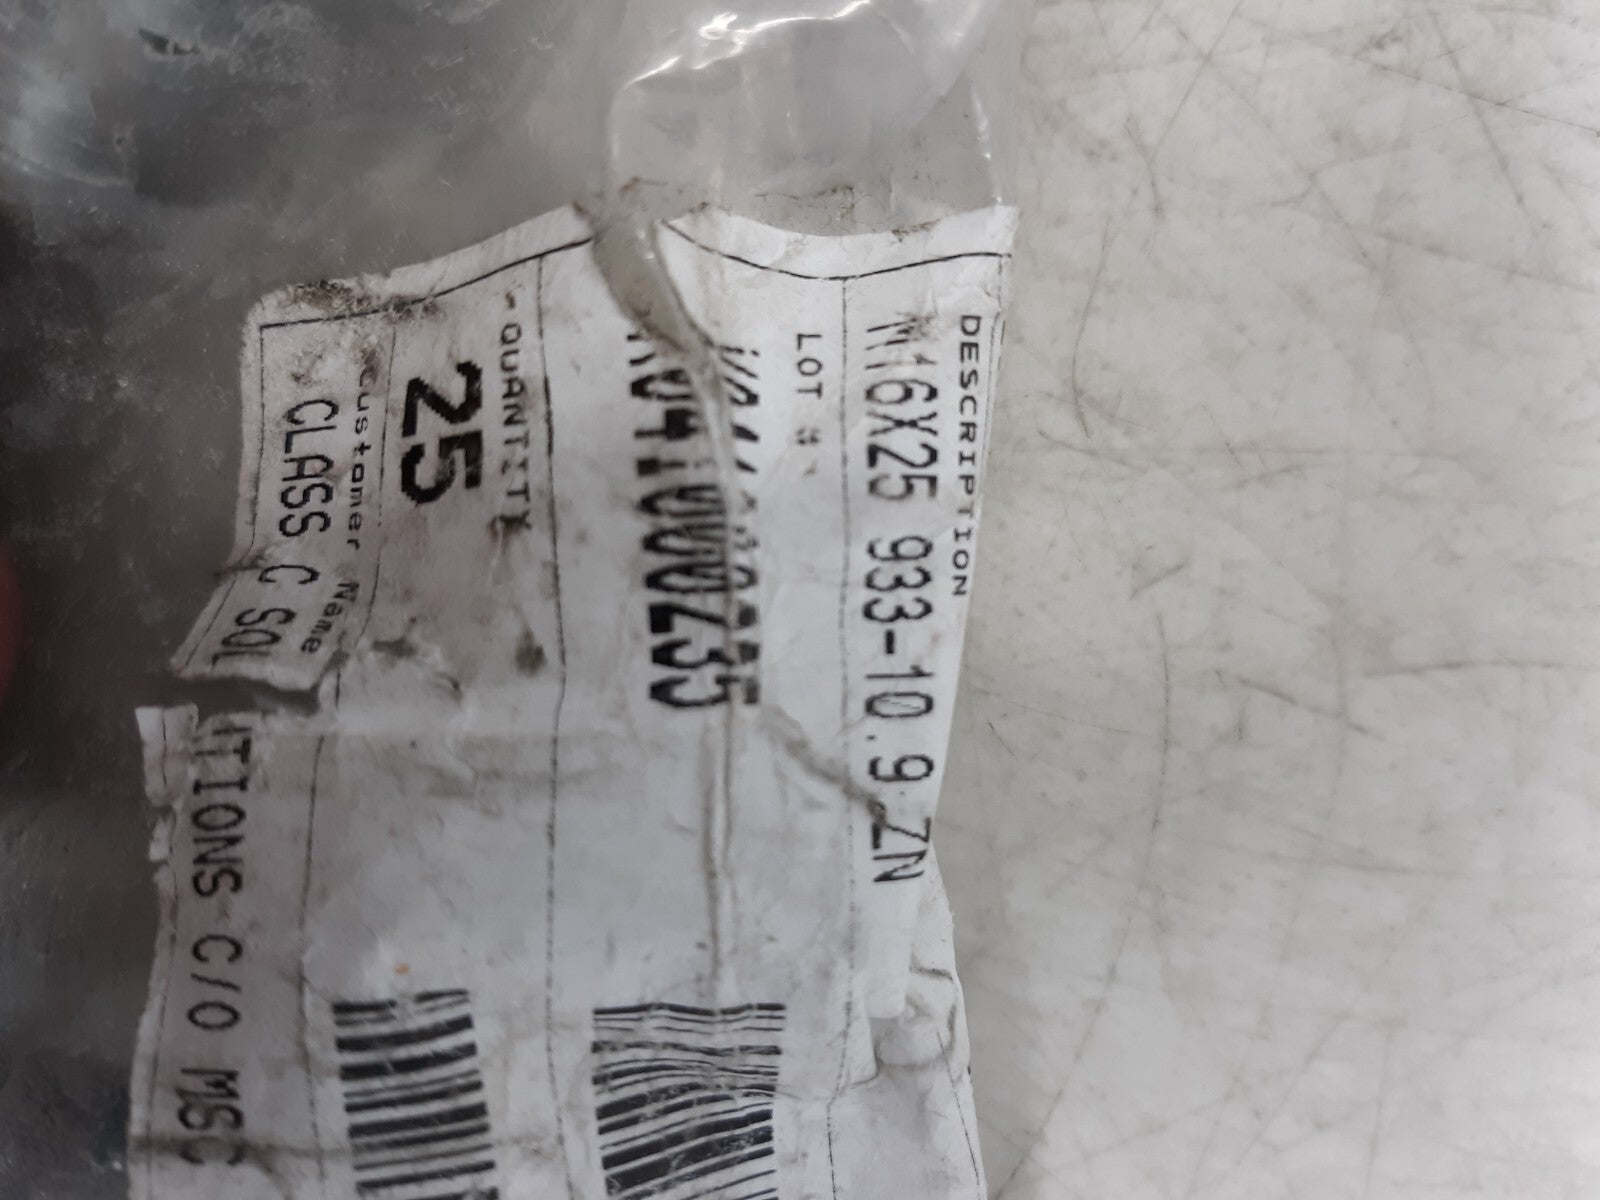 DESCRIPTION
M16X25 933-10.9 ZN
LOT #
-QUANTITY
25
Customer Name
CLASS C SOL TIONS C/O MSC